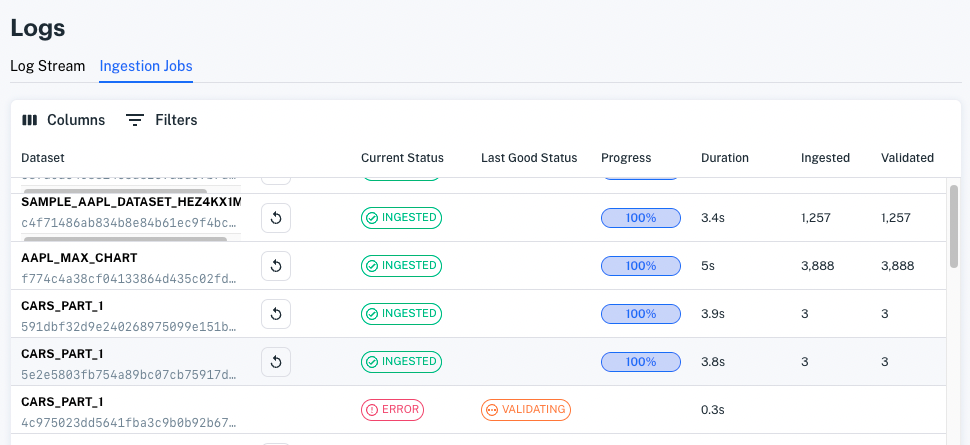 Logs
Log Stream Ingestion Jobs
Columns Filters
Dataset Current Status Last Good Status Progress Duration Ingested Validated
SAMPLE_AAPL_DATASET_HEZ4KX1M
c4f71486ab834b8e84b61ec9f4bc… INGESTED 100% 3.4s 1,257 1,257
AAPL_MAX_CHART
f774c4a38cf04133864d435c02fd… INGESTED 100% 5s 3,888 3,888
CARS_PART_1
591dbf32d9e240268975099e151b… INGESTED 100% 3.9s 3 3
CARS_PART_1
5e2e5803fb754a89bc07cb75917d… INGESTED 100% 3.8s 3 3
CARS_PART_1
4c975023dd5641fba3c9b0b92b67… ERROR VALIDATING 0.3s